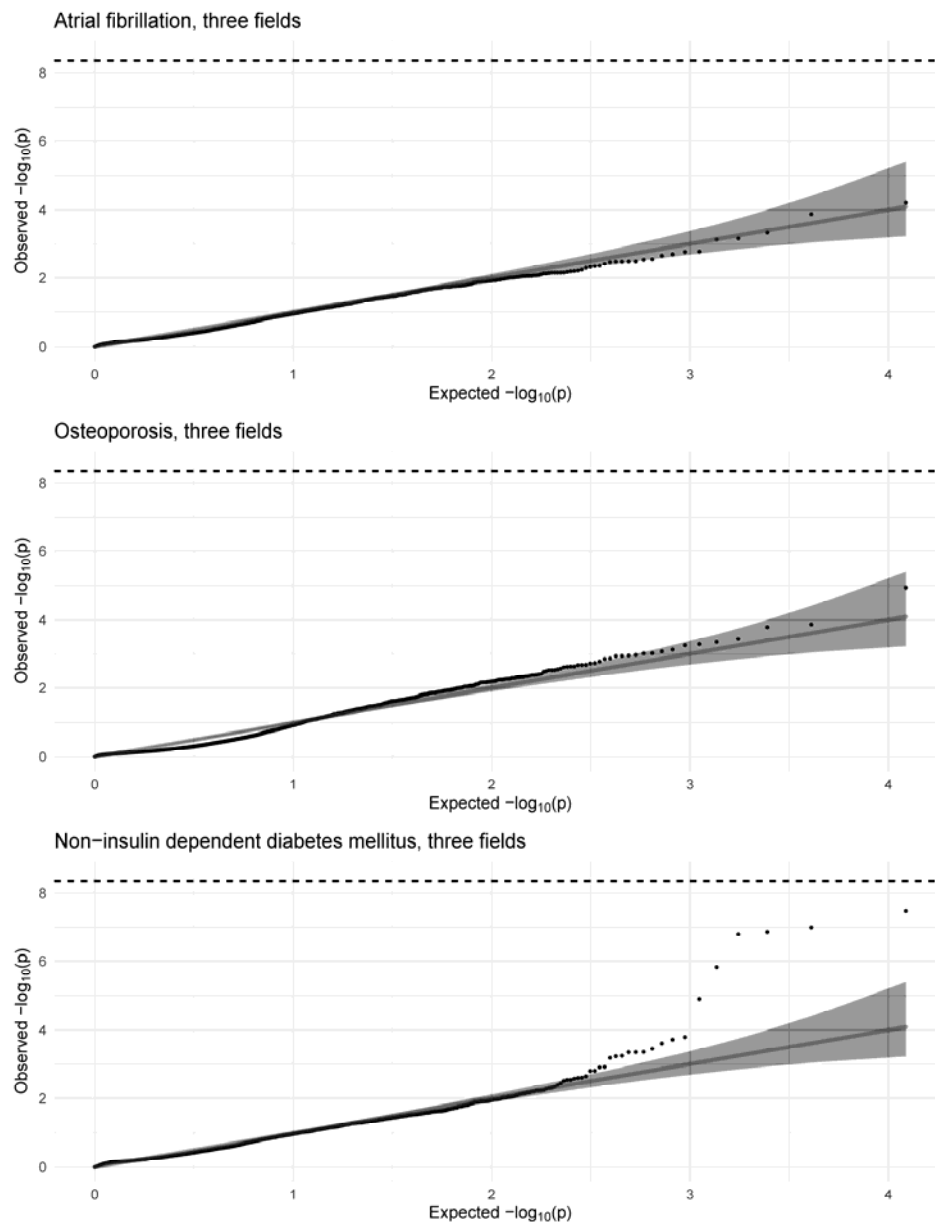 Atrial fibrillation, three fields
8
6
4
2
0
Observed −log10(p)
0 1 2 3 4
Expected −log10(p)
Osteoporosis, three fields
8
6
4
2
0
Observed −log10(p)
0 1 2 3 4
Expected −log10(p)
Non−insulin dependent diabetes mellitus, three fields
8
6
4
2
0
Observed −log10(p)
0 1 2 3 4
Expected −log10(p)